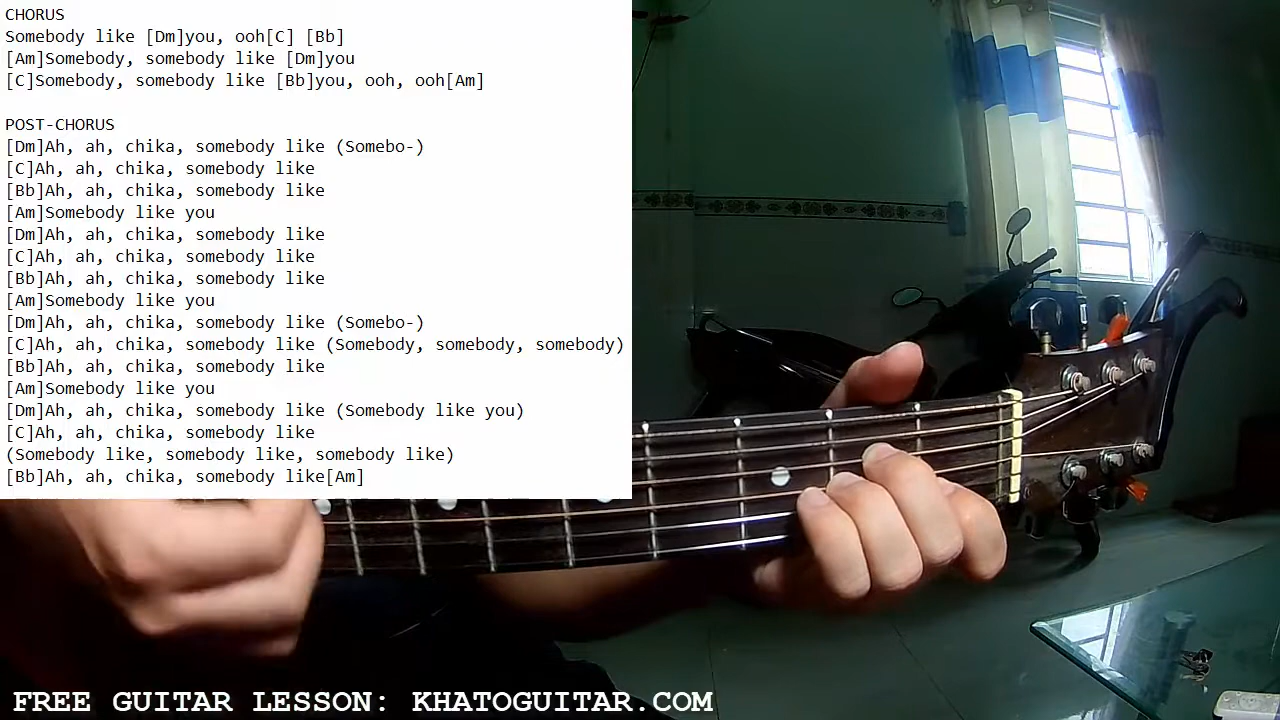 CHORUS
Somebody like [Dm]you, ooh[C] [Bb]
[Am]Somebody, somebody like [Dm]you
[C]Somebody, somebody like [Bb]you, ooh, ooh[Am]
POST-CHORUS
[Dm]Ah, ah, chika, somebody like (Somebo-)
[C]Ah, ah, chika, somebody like
[Bb]Ah, ah, chika, somebody like
[Am]Somebody like you
[Dm]Ah, ah, chika, somebody like
[C]Ah, ah, chika, somebody like
[Bb]Ah, ah, chika, somebody like
[Am]Somebody like you
[Dm]Ah, ah, chika, somebody like (Somebo-)
[C]Ah, ah, chika, somebody like (Somebody, somebody, somebody)
[Bb]Ah, ah, chika, somebody like
[Am]Somebody like you
[Dm]Ah, ah, chika, somebody like (Somebody like you)
[C]Ah, ah, chika, somebody like
(Somebody like, somebody like, somebody like)
[Bb]Ah, ah, chika, somebody like[Am]
FREE GUITAR LESSON: KHATOGUITAR.COM